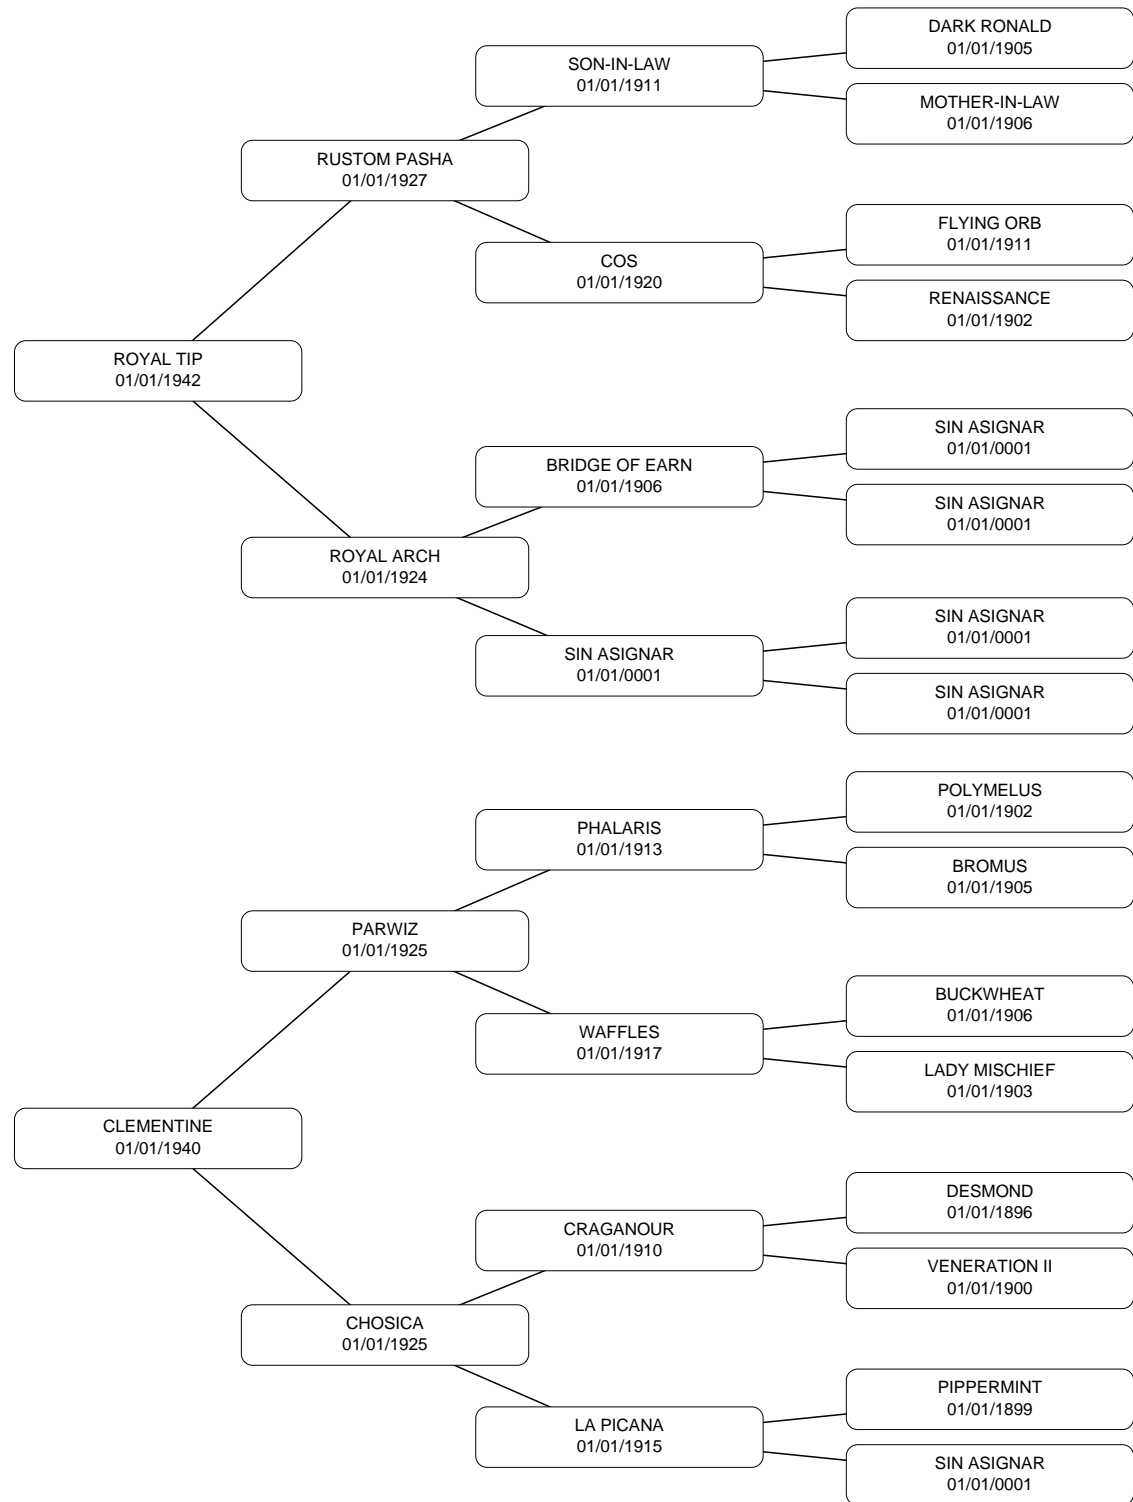 DARK RONALD
01/01/1905
SON-IN-LAW
01/01/1911
MOTHER-IN-LAW
01/01/1906
RUSTOM PASHA
01/01/1927
FLYING ORB
01/01/1911
COS
01/01/1920
RENAISSANCE
01/01/1902
ROYAL TIP
01/01/1942
SIN ASIGNAR
01/01/0001
BRIDGE OF EARN
01/01/1906
SIN ASIGNAR
01/01/0001
ROYAL ARCH
01/01/1924
SIN ASIGNAR
01/01/0001
SIN ASIGNAR
01/01/0001
SIN ASIGNAR
01/01/0001
POLYMELUS
01/01/1902
PHALARIS
01/01/1913
BROMUS
01/01/1905
PARWIZ
01/01/1925
BUCKWHEAT
01/01/1906
WAFFLES
01/01/1917
LADY MISCHIEF
01/01/1903
CLEMENTINE
01/01/1940
DESMOND
01/01/1896
CRAGANOUR
01/01/1910
VENERATION II
01/01/1900
CHOSICA
01/01/1925
PIPPERMINT
01/01/1899
LA PICANA
01/01/1915
SIN ASIGNAR
01/01/0001